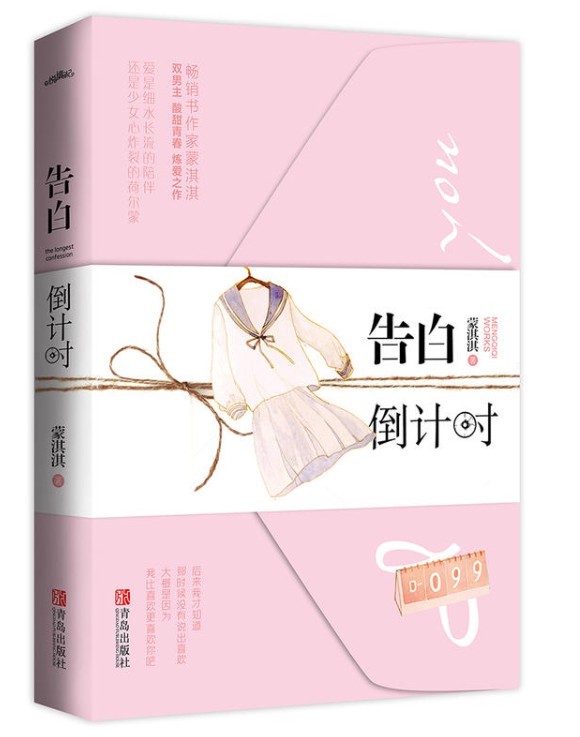 告白
the longest
confession
倒计时
蒙淇淇
著
青岛出版社
QINGDAO PUBLISHING HOUSE
畅销书作家蒙淇淇
双男主 酸甜青春 炼爱之作
爱是细水长流的陪伴
还是少女心炸裂的荷尔蒙
you
告白
倒计时
蒙淇淇
著
MENGQIQI
WORKS
D-099
后来我才知道
那时候没有说出喜欢
大概是因为
我比喜欢更喜欢你吧